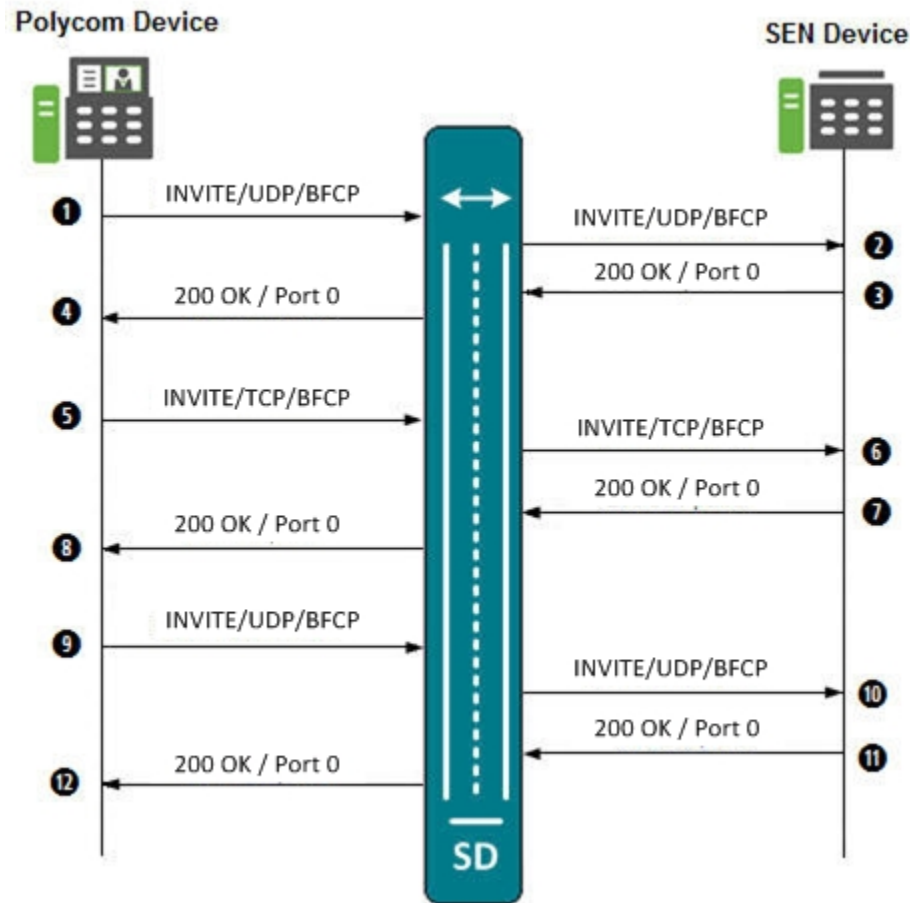 Polycom Device
SEN Device
1 INVITE/UDP/BFCP
INVITE/UDP/BFCP 2
200 OK / Port 0 3
4 200 OK / Port 0
5 INVITE/TCP/BFCP
INVITE/TCP/BFCP 6
200 OK / Port 0 7
8 200 OK / Port 0
9 INVITE/UDP/BFCP
INVITE/UDP/BFCP 10
200 OK / Port 0 11
12 200 OK / Port 0
SD